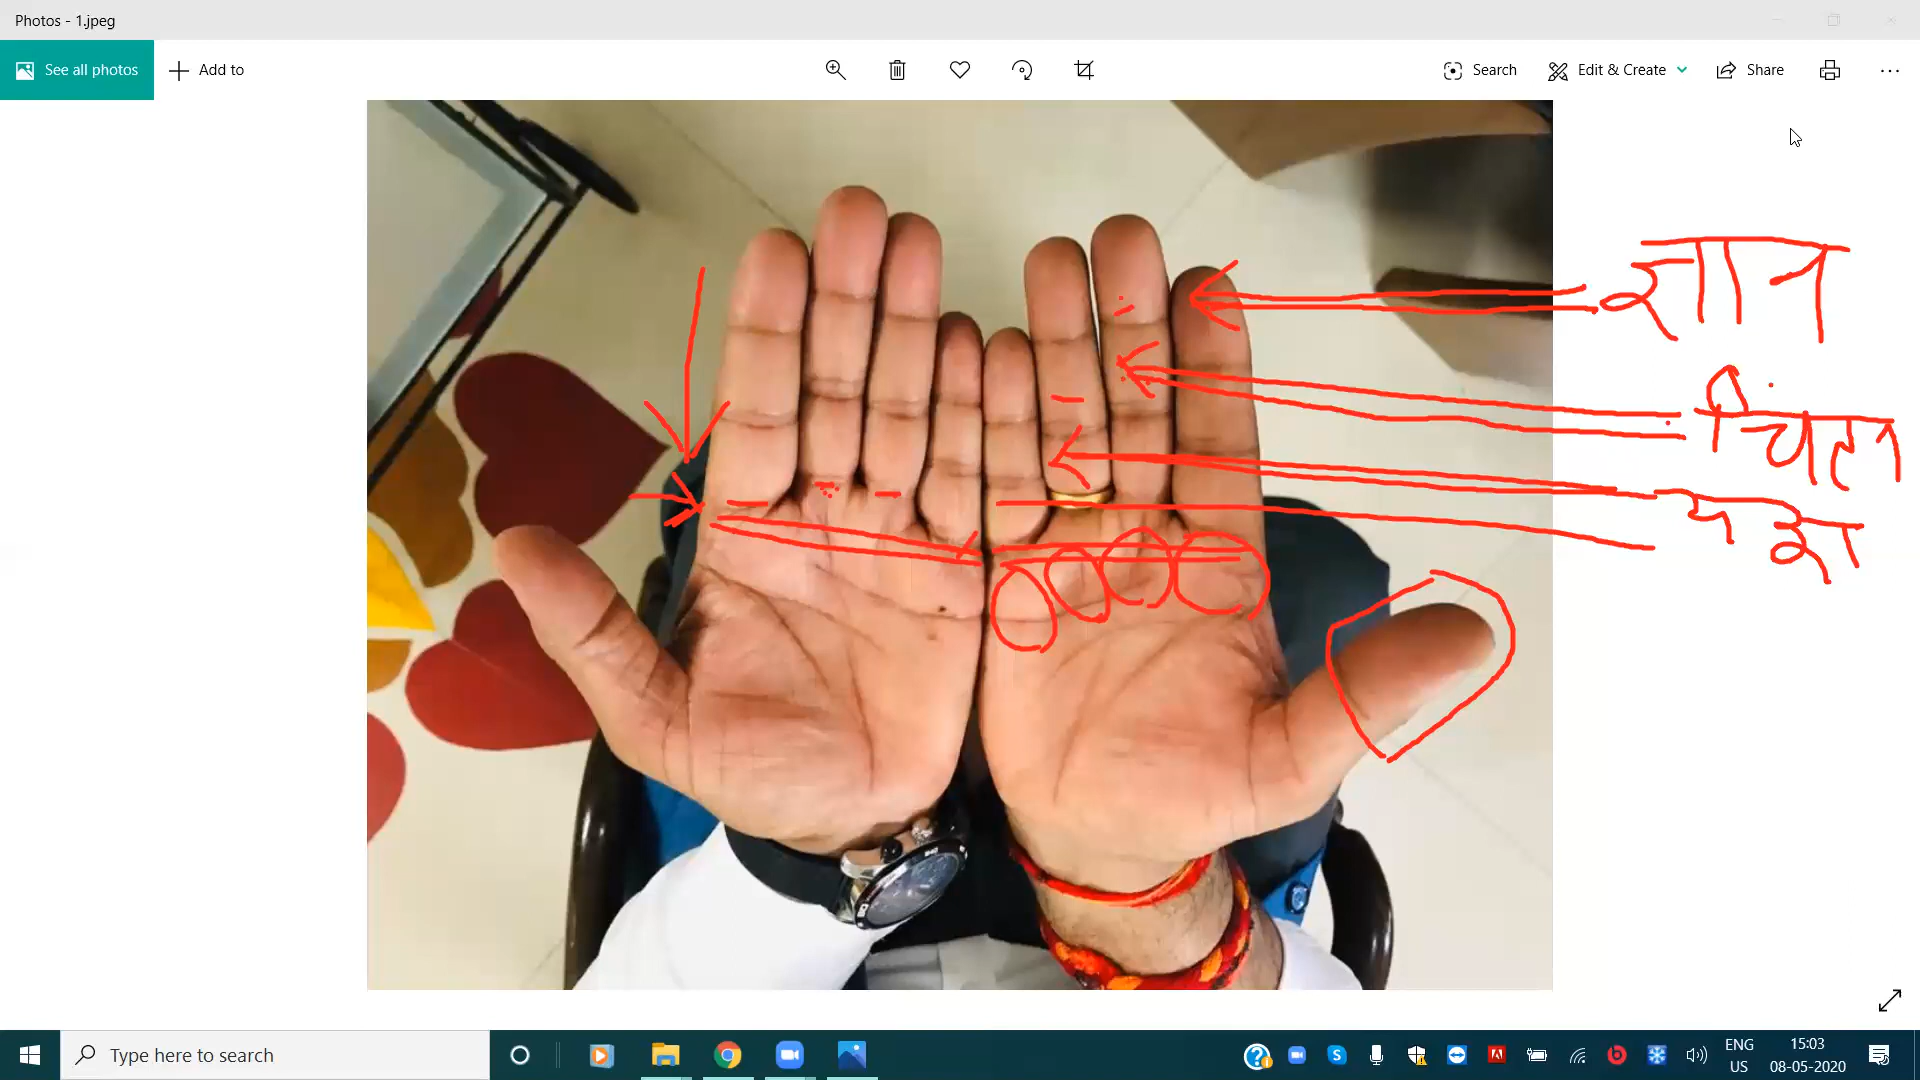 Photos - 1.jpeg
See all photos
Add to
Search
Edit & Create
Share
Type here to search
ENG
US
15:03
08-05-2020